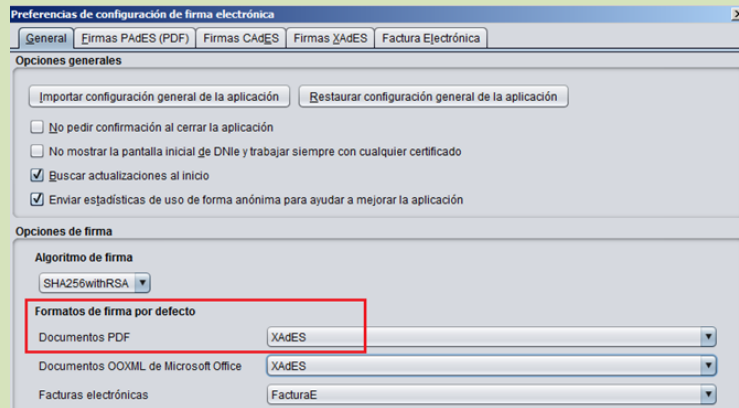 Preferencias de configuración de firma electrónica
General Firmas PAdES (PDF) Firmas CAdES Firmas XAdES Factura Electrónica
Opciones generales
Importar configuración general de la aplicación Restaurar configuración general de la aplicación
No pedir confirmación al cerrar la aplicación
No mostrar la pantalla inicial de DNIe y trabajar siempre con cualquier certificado
Buscar actualizaciones al inicio
Enviar estadísticas de uso de forma anónima para ayudar a mejorar la aplicación
Opciones de firma
Algoritmo de firma
SHA256withRSA
Formatos de firma por defecto
Documentos PDF XAdES
Documentos OOXML de Microsoft Office XAdES
Facturas electrónicas FacturaE